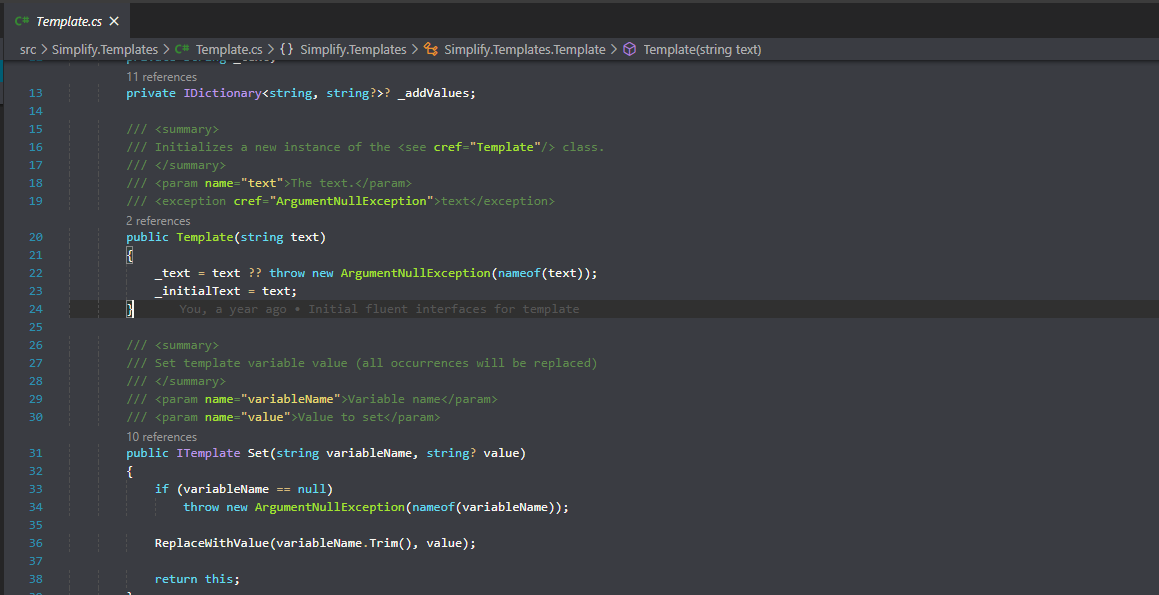 C# Template.cs ×
src > Simplify.Templates > C# Template.cs > {} Simplify.Templates > Simplify.Templates.Template > Template(string text)
11 references
13 private IDictionary<string, string?>? _addValues;
14
15 /// <summary>
16 /// Initializes a new instance of the <see cref="Template"/> class.
17 /// </summary>
18 /// <param name="text">The text.</param>
19 /// <exception cref="ArgumentNullException">text</exception>
2 references
20 public Template(string text)
21 {
22 _text = text ?? throw new ArgumentNullException(nameof(text));
23 _initialText = text;
24 } You, a year ago • Initial fluent interfaces for template
25
26 /// <summary>
27 /// Set template variable value (all occurrences will be replaced)
28 /// </summary>
29 /// <param name="variableName">Variable name</param>
30 /// <param name="value">Value to set</param>
10 references
31 public ITemplate Set(string variableName, string? value)
32 {
33 if (variableName == null)
34 throw new ArgumentNullException(nameof(variableName));
35
36 ReplaceWithValue(variableName.Trim(), value);
37
38 return this;